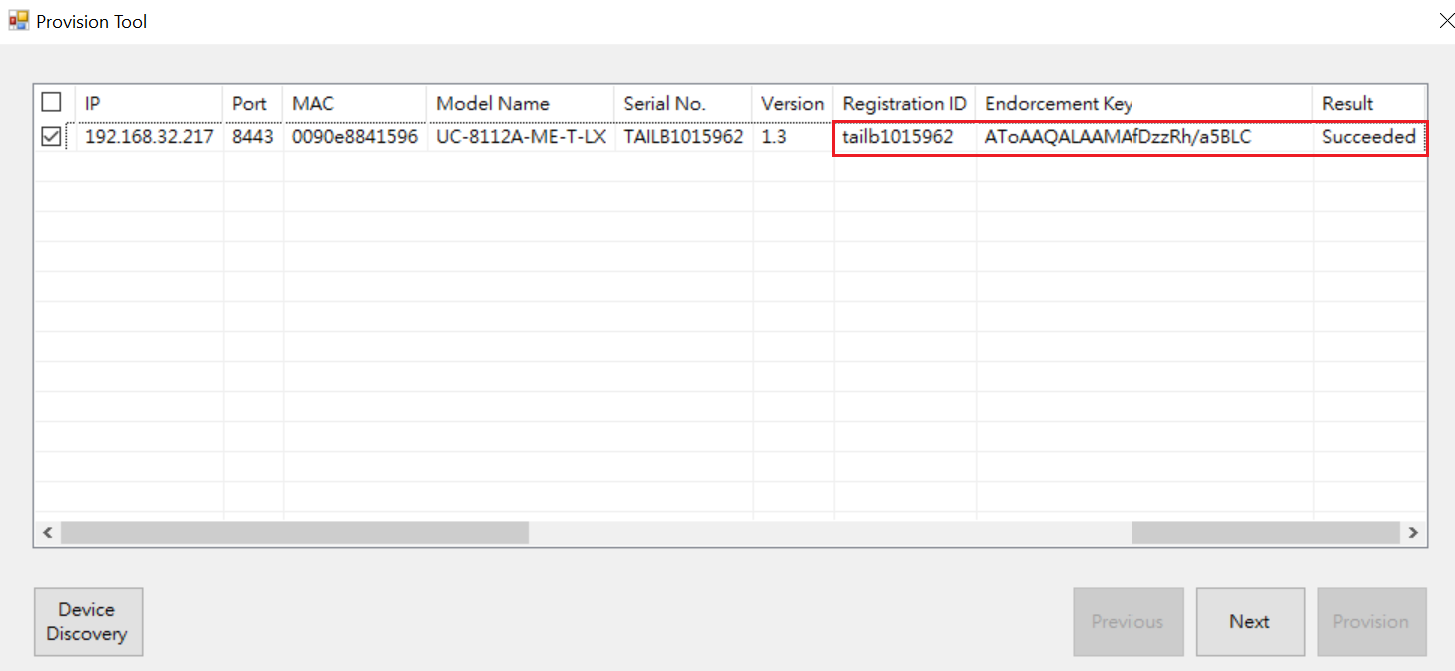 Provision Tool
IP Port MAC Model Name Serial No. Version Registration ID Endorcement Key Result
192.168.32.217 8443 0090e8841596 UC-8112A-ME-T-LX TAILB1015962 1.3 tailb1015962 AToAAQALAAMAfDzzRh/a5BLC Succeeded
Device
Discovery
Previous Next Provision